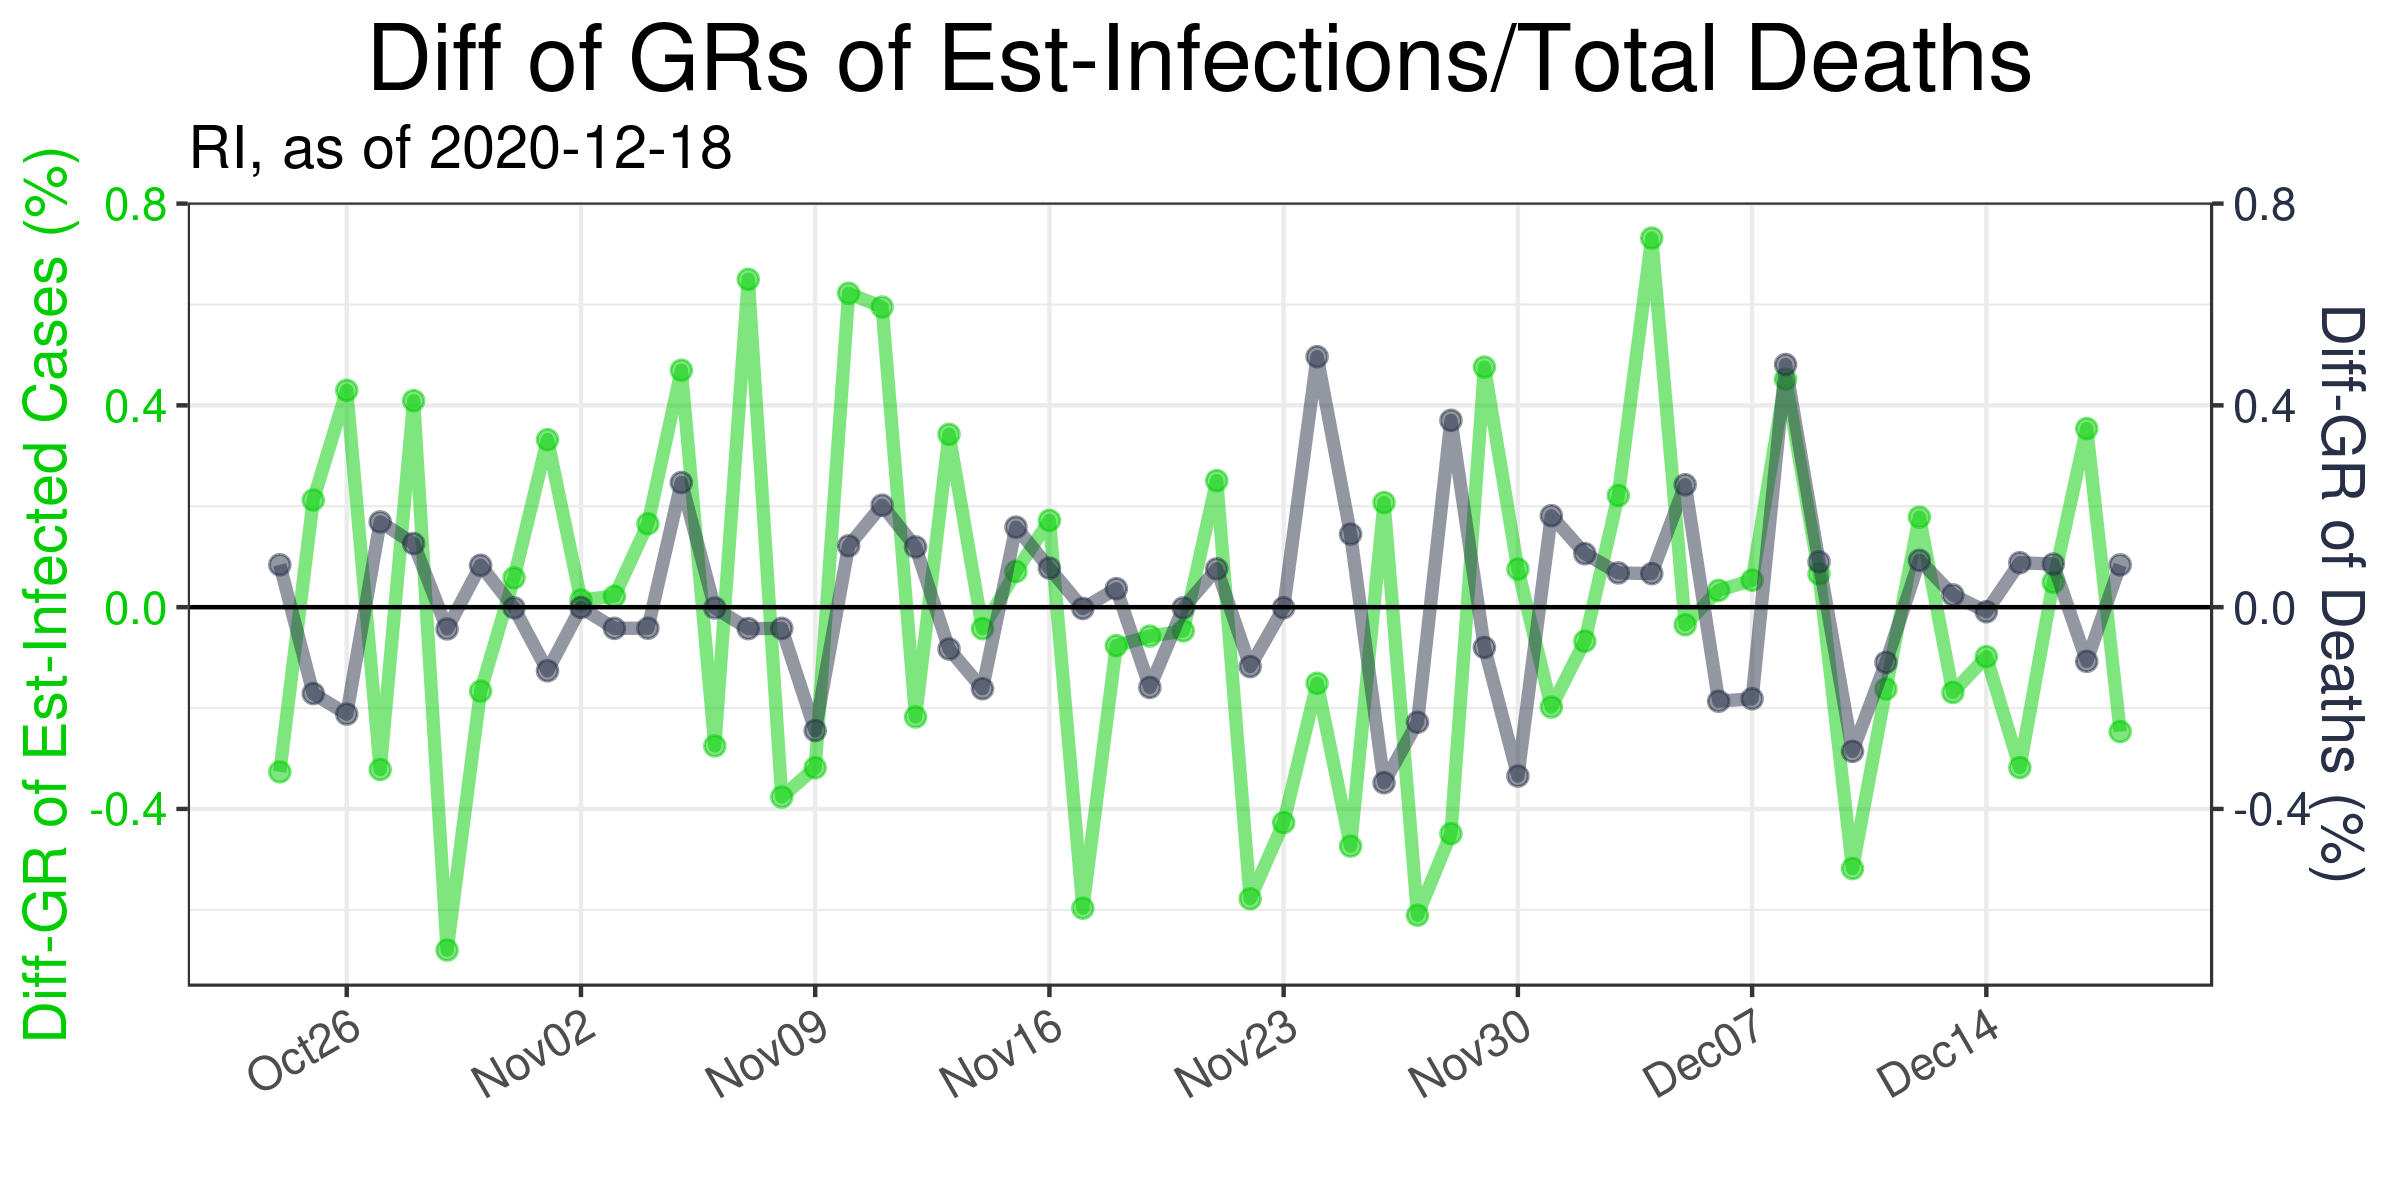 Diff of GRs of Est-Infections/Total Deaths
RI, as of 2020-12-18
Diff-GR of Est-Infected Cases (%)
0.8
0.4
0.0
-0.4
0.8
0.4
0.0
-0.4
Diff-GR of Deaths (%)
Oct26
Nov02
Nov09
Nov16
Nov23
Nov30
Dec07
Dec14